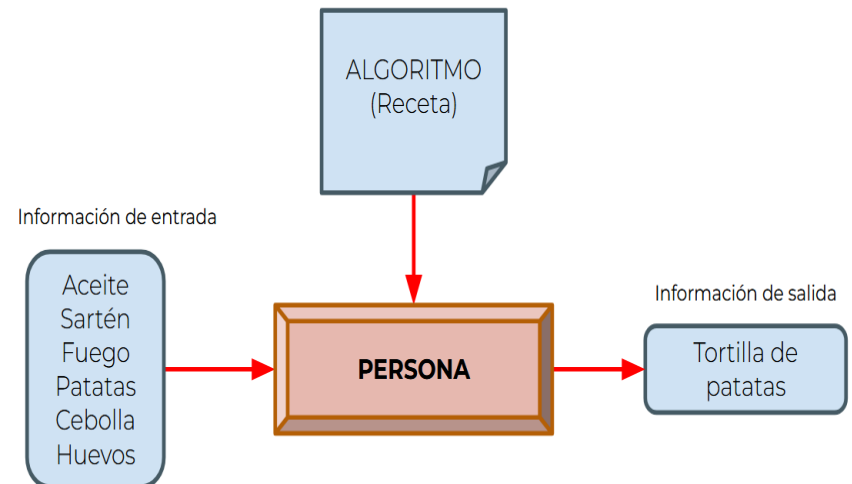 ALGORITMO
(Receta)
Información de entrada
Aceite
Sartén
Fuego
Patatas
Cebolla
Huevos
PERSONA
Información de salida
Tortilla de
patatas